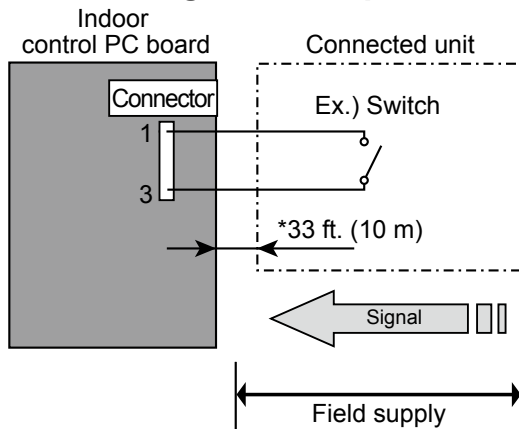 Indoor
control PC board
Connected unit
Connector
Ex.) Switch
1
3
*33 ft. (10 m)
Signal
Field supply